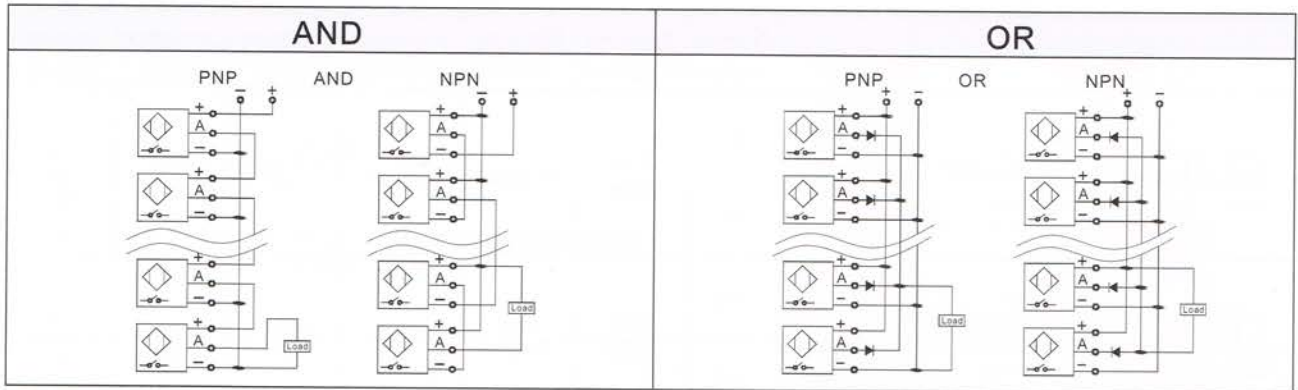 AND
PNP AND NPN
− +
− +
+
A
−
+
A
−
+
A
−
+
A
−
Load
+
A
−
+
A
−
+
A
−
+
A
−
Load
OR
PNP OR NPN
+ −
+ −
+
A
−
+
A
−
+
A
−
+
A
−
Load
+
A
−
+
A
−
+
A
−
+
A
−
Load